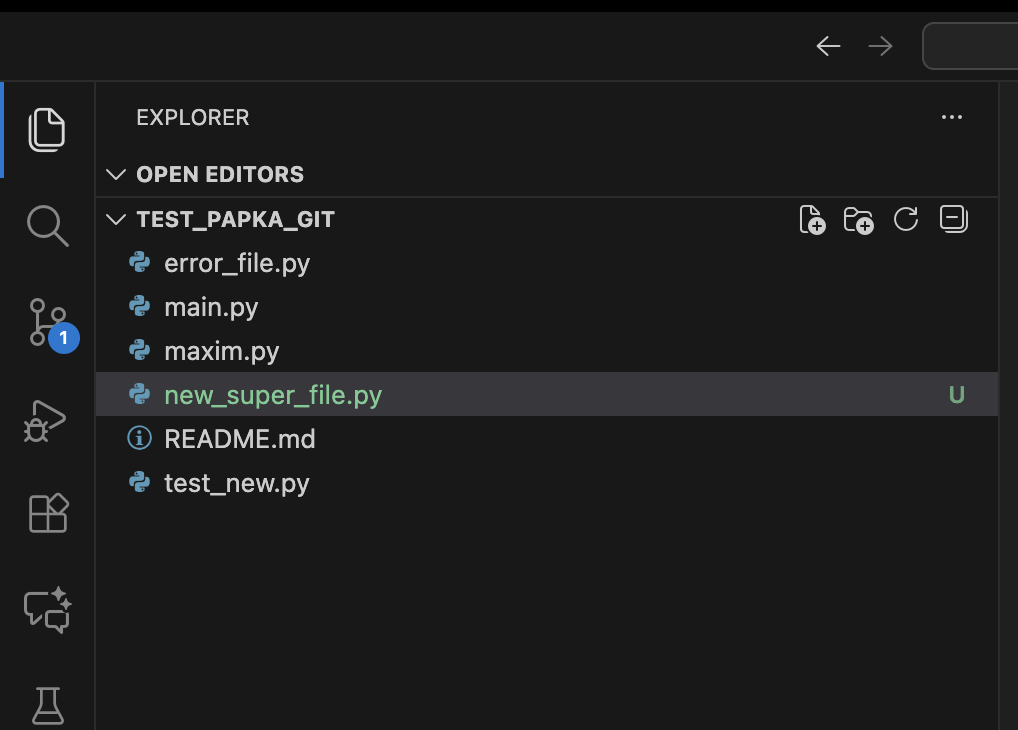 EXPLORER
OPEN EDITORS
TEST_PAPKA_GIT
error_file.py
main.py
1
maxim.py
new_super_file.py U
README.md
test_new.py